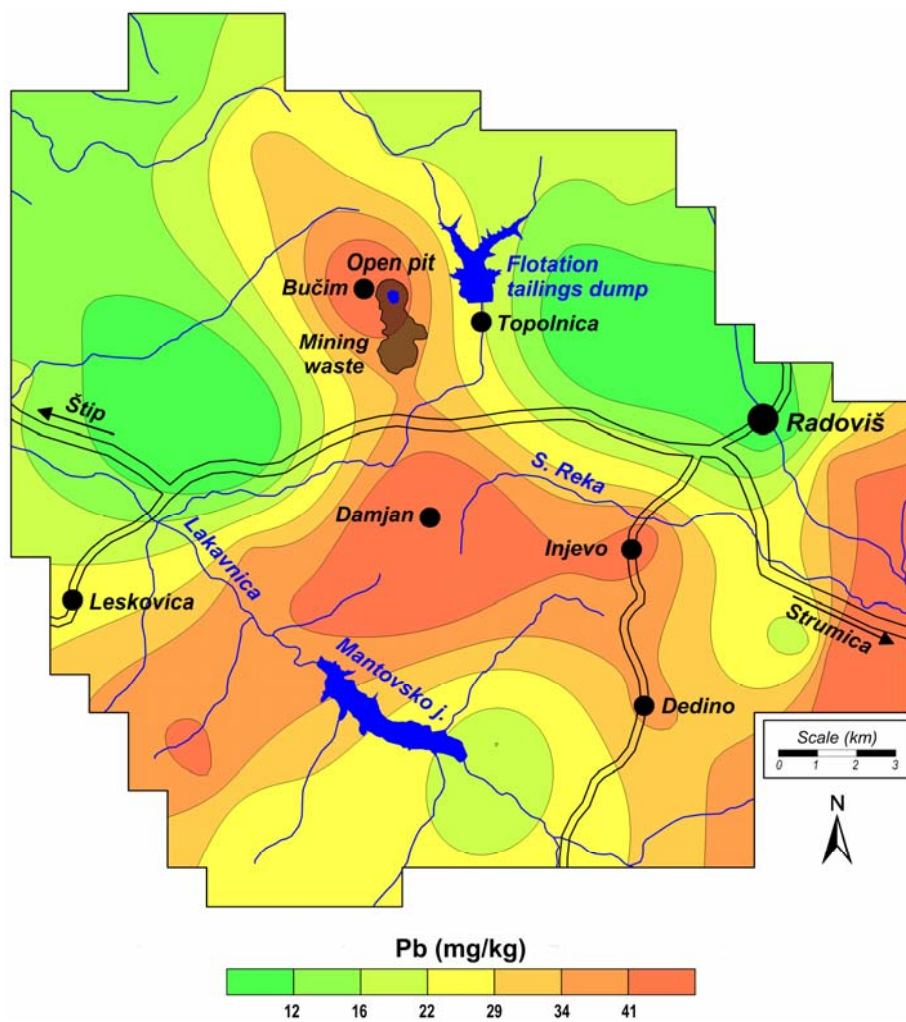 Open pit
Bučim
Flotation
tailings dump
Topolnica
Mining
waste
Štip
Radoviš
S. Reka
Damjan
Injevo
Lakavnica
Leskovica
Strumica
Mantovsko j.
Dedino
Scale (km)
0 1 2 3
N
Pb (mg/kg)
12 16 22 29 34 41